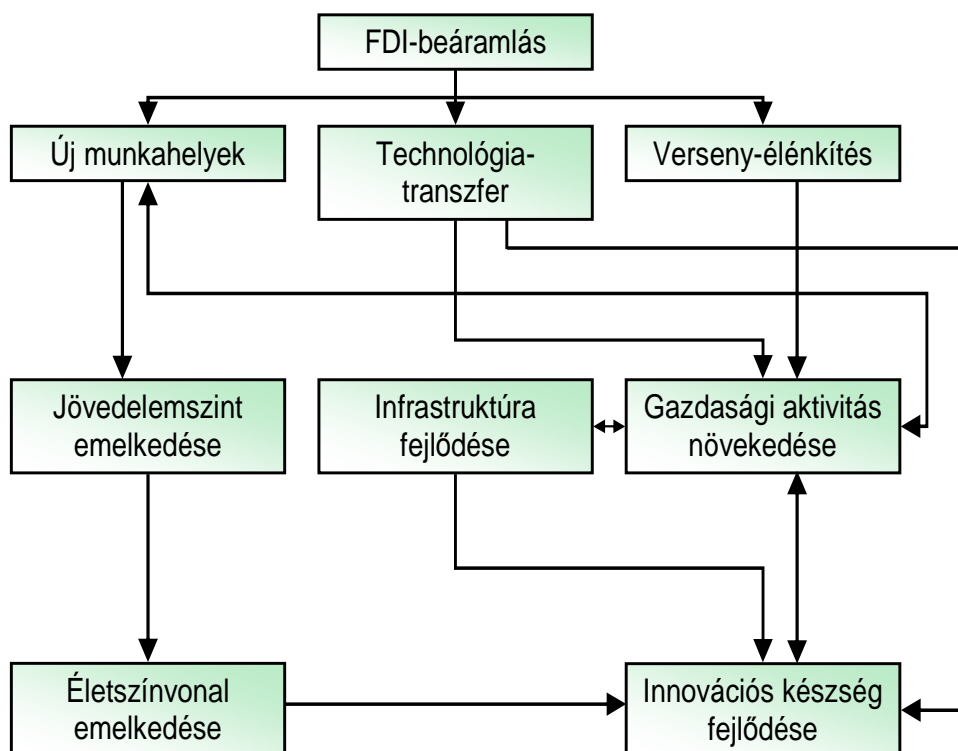 FDI-beáramlás
Új munkahelyek
Technológia-
transzfer
Verseny-élénkítés
Jövedelemszint
emelkedése
Infrastruktúra
fejlődése
Gazdasági aktivitás
növekedése
Életszínvonal
emelkedése
Innovációs készség
fejlődése